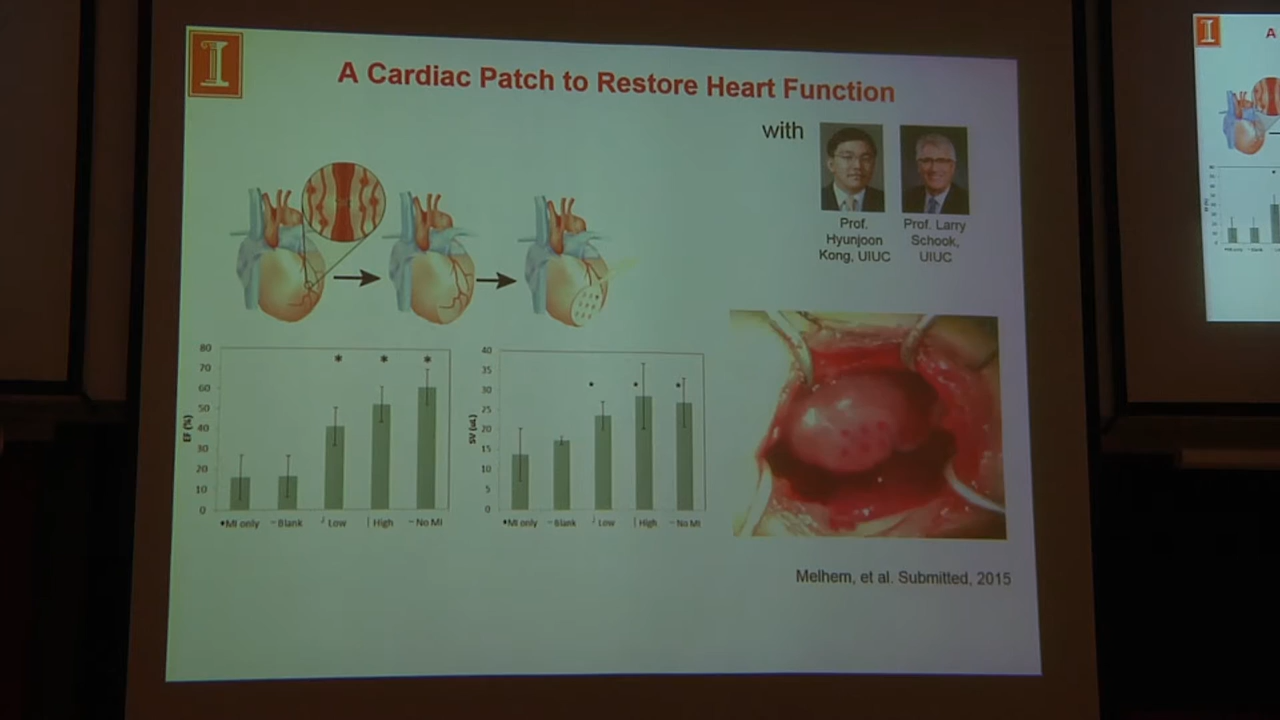 I
A Cardiac Patch to Restore Heart Function
with
Prof.
Hyunjoon
Kong, UIUC
Prof. Larry
Schook,
UIUC
80
70
60
50
40
30
20
10
0
EF (%)
* * *
MI only Blank Low High No MI
40
35
30
25
20
15
10
5
0
SV (uL)
MI only Blank Low High No MI
Melhem, et al. Submitted, 2015
I
A